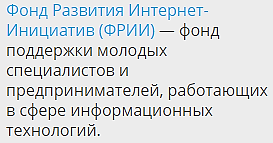 Фонд Развития Интернет-
Инициатив (ФРИИ) — фонд
поддержки молодых
специалистов и
предпринимателей, работающих
в сфере информационных
технологий.